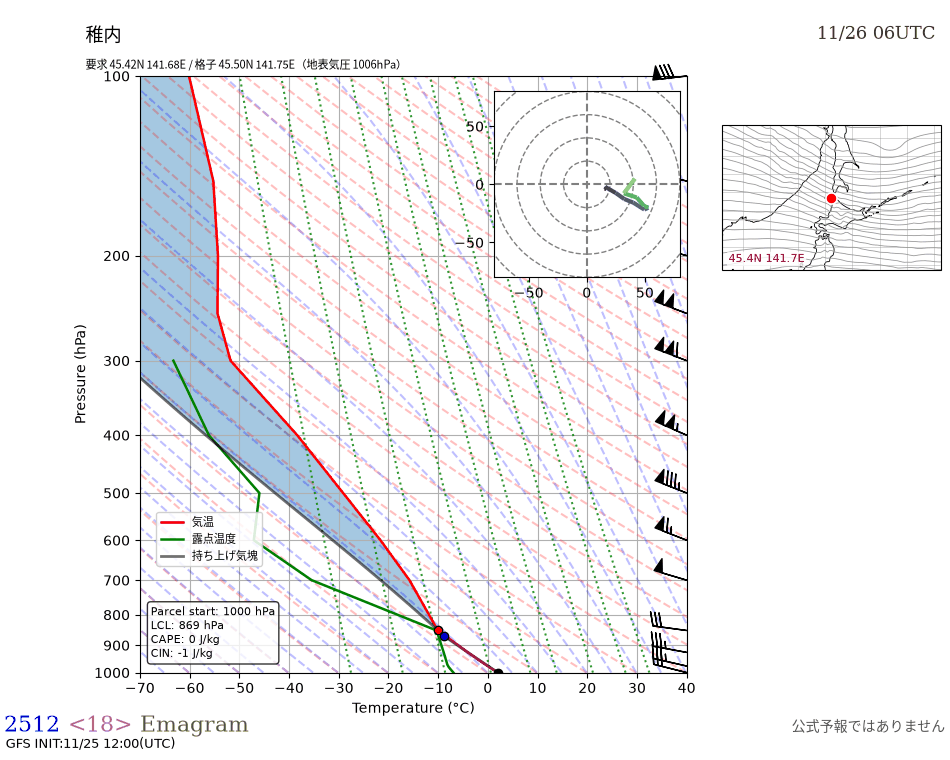 稚内
11/26 06UTC
要求 45.42N 141.68E / 格子 45.50N 141.75E（地表気圧 1006hPa）
100
200
300
400
500
600
700
800
900
1000
Pressure (hPa)
−70 −60 −50 −40 −30 −20 −10 0 10 20 30 40
Temperature (°C)
50
0
−50
−50 0 50
45.4N 141.7E
気温
露点温度
持ち上げ気塊
Parcel start: 1000 hPa
LCL: 869 hPa
CAPE: 0 J/kg
CIN: -1 J/kg
2512 <18> Emagram
公式予報ではありません
GFS INIT:11/25 12:00(UTC)